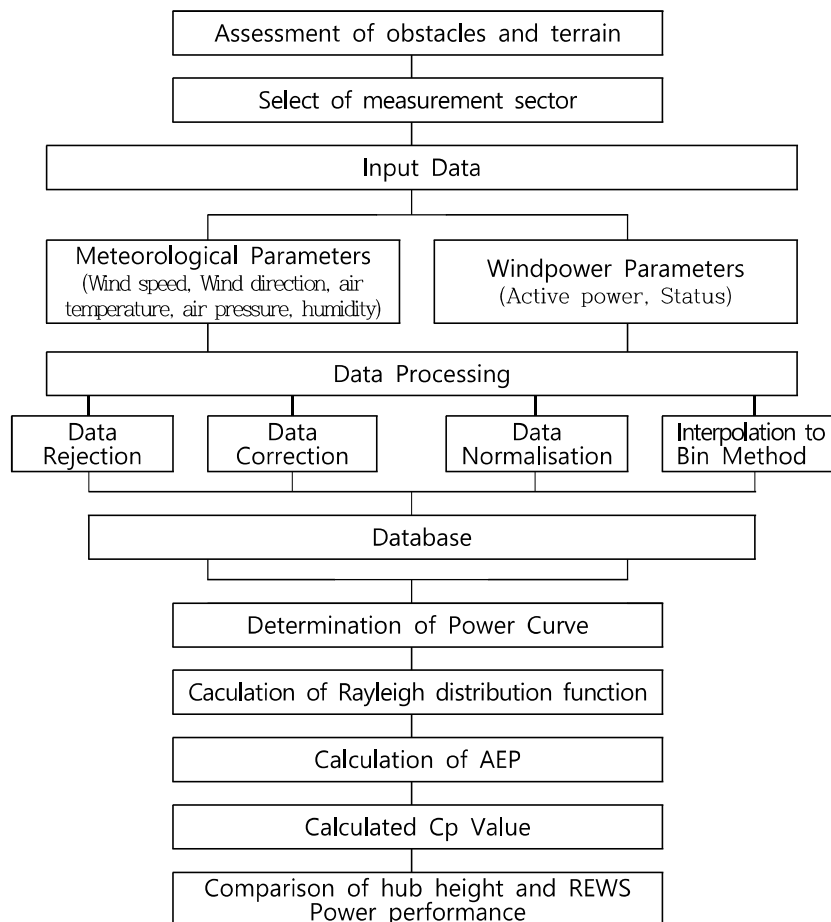 Assessment of obstacles and terrain
Select of measurement sector
Input Data
Meteorological Parameters
(Wind speed, Wind direction, air
temperature, air pressure, humidity)
Windpower Parameters
(Active power, Status)
Data Processing
Data
Rejection
Data
Correction
Data
Normalisation
Interpolation to
Bin Method
Database
Determination of Power Curve
Caculation of Rayleigh distribution function
Calculation of AEP
Calculated Cp Value
Comparison of hub height and REWS
Power performance